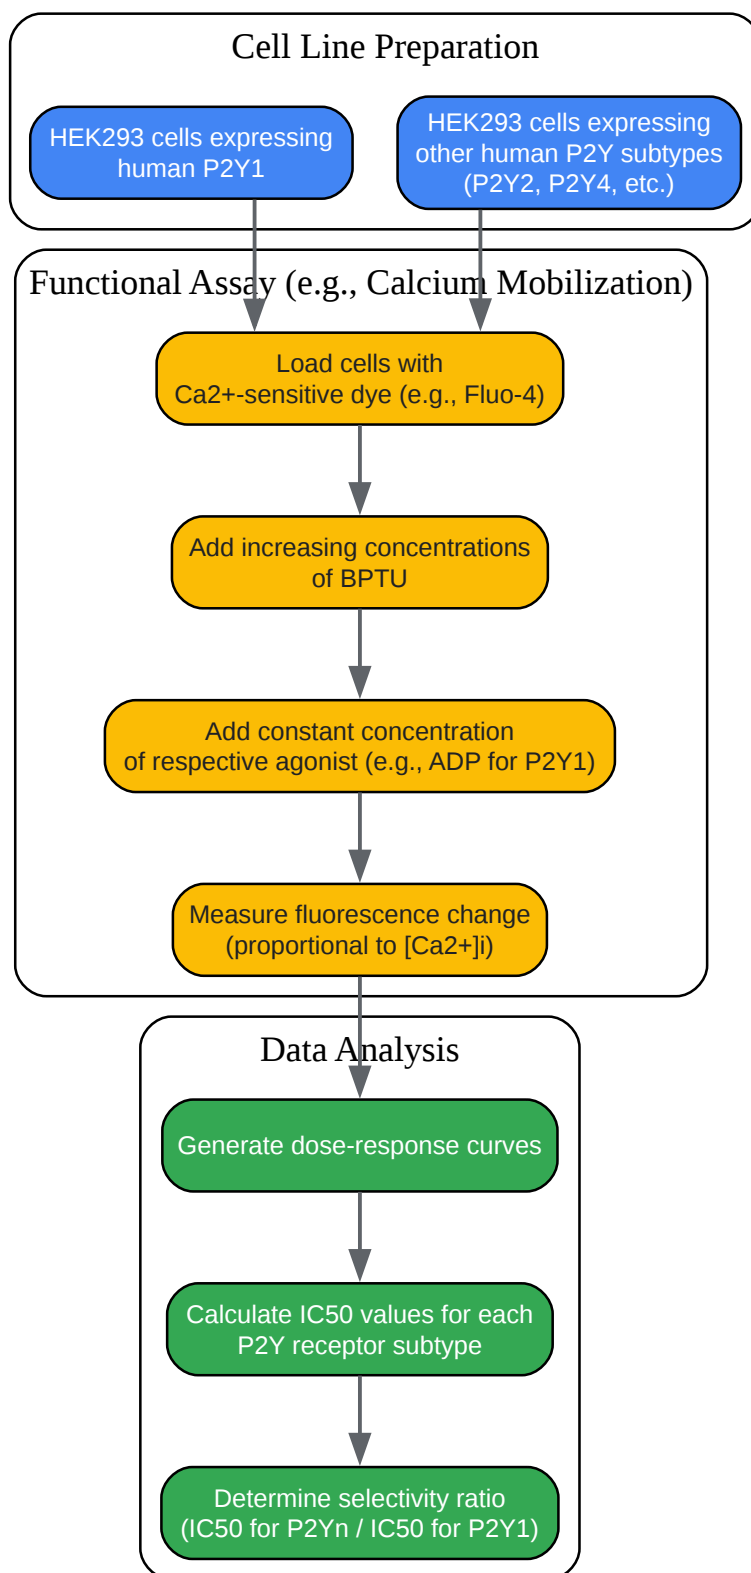 Cell Line Preparation
HEK293 cells expressing
human P2Y1
HEK293 cells expressing
other human P2Y subtypes
(P2Y2, P2Y4, etc.)
Functional Assay (e.g., Calcium Mobilization)
Load cells with
Ca2+-sensitive dye (e.g., Fluo-4)
Add increasing concentrations
of BPTU
Add constant concentration
of respective agonist (e.g., ADP for P2Y1)
Measure fluorescence change
(proportional to [Ca2+]i)
Data Analysis
Generate dose-response curves
Calculate IC50 values for each
P2Y receptor subtype
Determine selectivity ratio
(IC50 for P2Yn / IC50 for P2Y1)